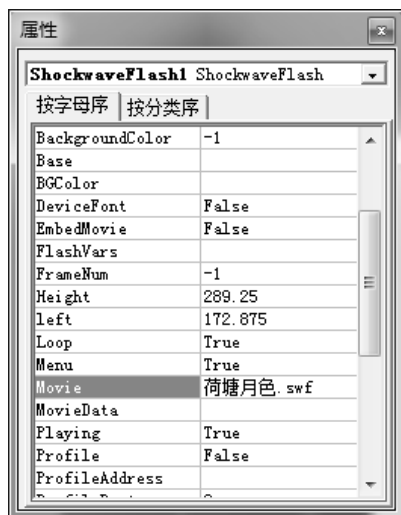 属性
ShockwaveFlash1 ShockwaveFlash
按字母序 按分类序
BackgroundColor -1
Base
BGColor
DeviceFont False
EmbedMovie False
FlashVars
FrameNum -1
Height 289.25
left 172.875
Loop True
Menu True
Movie 荷塘月色.swf
MovieData
Playing True
Profile False
ProfileAddress